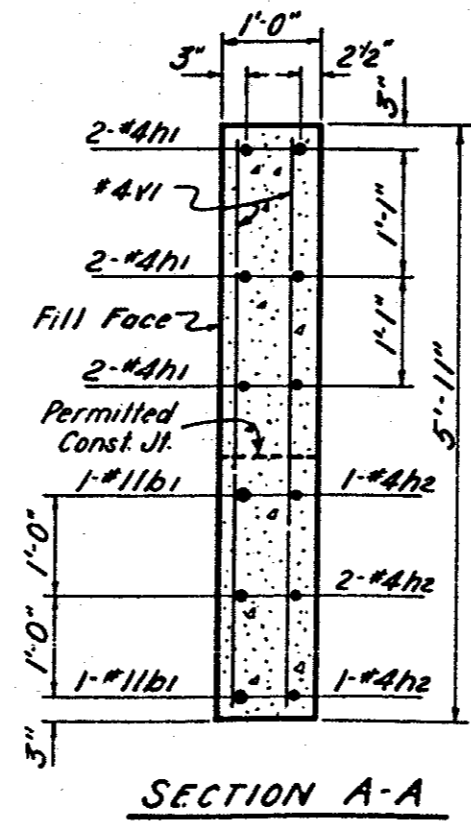 1'-0"
3" 2½"
3"
2-#4h1
#4V1
1'-1"
2-#4h1
Fill Face
1'-1"
2-#4h1
5'-11"
Permitted
Const. Jt.
1-#11b1 1-#4h2
1'-0"
2-#4h2
1'-0"
1-#11b1 1-#4h2
3"
SECTION A-A